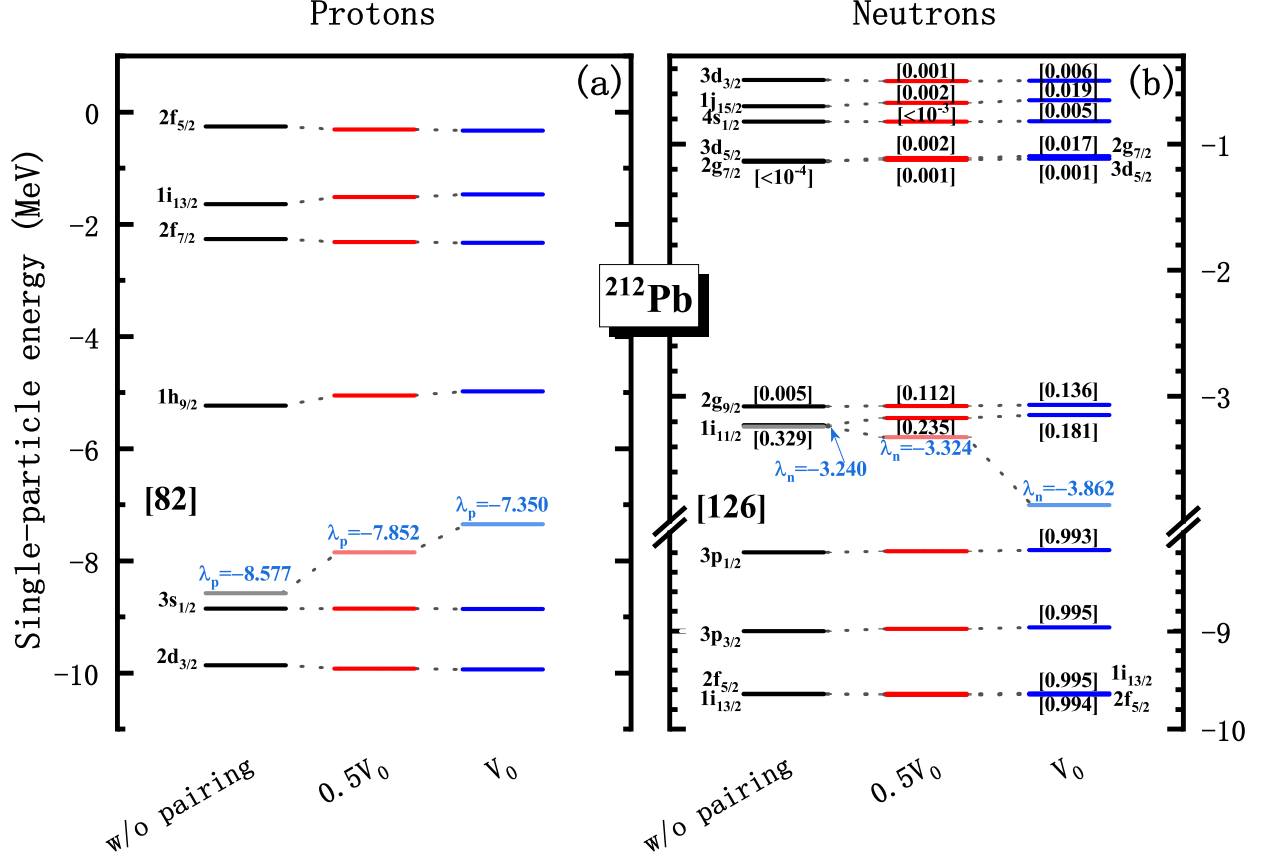 Protons
Neutrons
Single-particle energy (MeV)
(a)
0
−2
−4
−6
−8
−10
2f5/2
1i13/2
2f7/2
1h9/2
[82]
λp=−8.577
λp=−7.852
λp=−7.350
3s1/2
2d3/2
w/o pairing
0.5V0
V0
212Pb
(b)
3d3/2
[0.001]
[0.006]
1j15/2
[0.002]
[0.019]
4s1/2
[<10-3]
[0.005]
3d5/2
[0.002]
[0.017]
2g7/2
2g7/2
[<10-4]
[0.001]
[0.001]
3d5/2
2g9/2
[0.005]
[0.112]
[0.136]
1i11/2
[0.329]
[0.235]
[0.181]
λn=−3.240
λn=−3.324
λn=−3.862
[126]
3p1/2
[0.993]
3p3/2
[0.995]
2f5/2
[0.995]
1i13/2
1i13/2
[0.994]
2f5/2
−1
−2
−3
−9
−10
w/o pairing
0.5V0
V0